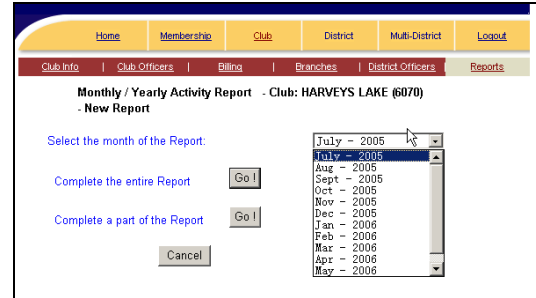 Home Membership Club District Multi-District Logout
Club Info | Club Officers | Billing | Branches | District Officers | Reports
Monthly / Yearly Activity Report - Club: HARVEYS LAKE (6070)
- New Report
Select the month of the Report: July - 2005
July - 2005
Aug - 2005
Sept - 2005
Complete the entire Report Go !
Oct - 2005
Nov - 2005
Dec - 2005
Complete a part of the Report Go !
Jan - 2006
Feb - 2006
Mar - 2006
Cancel
Apr - 2006
May - 2006